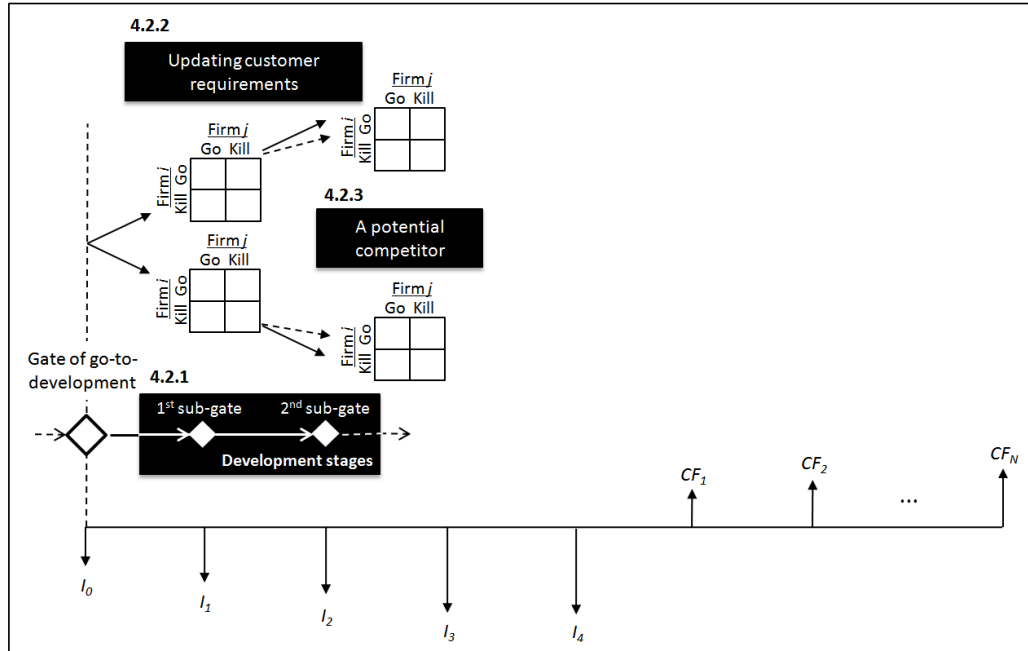 4.2.2
Updating customer
requirements
Firm j
Go Kill
Firm i
Kill Go
Firm j
Go Kill
Firm i
Kill Go
4.2.3
A potential
competitor
Firm j
Go Kill
Firm i
Kill Go
Firm j
Go Kill
Firm i
Kill Go
Gate of go-to-
development
4.2.1
1st sub-gate
2nd sub-gate
Development stages
CF1
CF2
...
CFN
I0
I1
I2
I3
I4